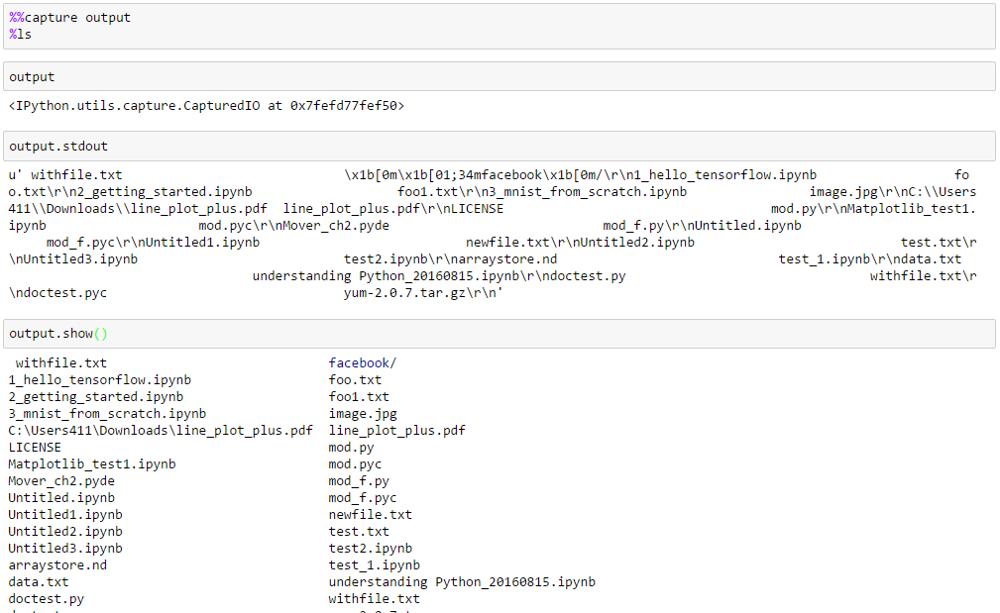 %%capture output
%ls
output
<IPython.utils.capture.CapturedIO at 0x7fefd77fef50>
output.stdout
u' withfile.txt                              \x1b[0m\x1b[01;34mfacebook\x1b[0m/\r\n1_hello_tensorflow.ipynb                   fo
o.txt\r\n2_getting_started.ipynb                    foo1.txt\r\n3_mnist_from_scratch.ipynb                 image.jpg\r\nC:\\Users
411\\Downloads\\line_plot_plus.pdf  line_plot_plus.pdf\r\nLICENSE                                    mod.py\r\nMatplotlib_test1.
ipynb                     mod.pyc\r\nMover_ch2.pyde                             mod_f.py\r\nUntitled.ipynb
     mod_f.pyc\r\nUntitled1.ipynb                            newfile.txt\r\nUntitled2.ipynb                            test.txt\r
\nUntitled3.ipynb                            test2.ipynb\r\narraystore.nd                              test_1.ipynb\r\ndata.txt
                                 understanding Python_20160815.ipynb\r\ndoctest.py                                 withfile.txt\r
\ndoctest.pyc                                yum-2.0.7.tar.gz\r\n'
output.show()
 withfile.txt                              facebook/
1_hello_tensorflow.ipynb                   foo.txt
2_getting_started.ipynb                    foo1.txt
3_mnist_from_scratch.ipynb                 image.jpg
C:\Users411\Downloads\line_plot_plus.pdf  line_plot_plus.pdf
LICENSE                                    mod.py
Matplotlib_test1.ipynb                     mod.pyc
Mover_ch2.pyde                             mod_f.py
Untitled.ipynb                             mod_f.pyc
Untitled1.ipynb                            newfile.txt
Untitled2.ipynb                            test.txt
Untitled3.ipynb                            test2.ipynb
arraystore.nd                              test_1.ipynb
data.txt                                   understanding Python_20160815.ipynb
doctest.py                                 withfile.txt